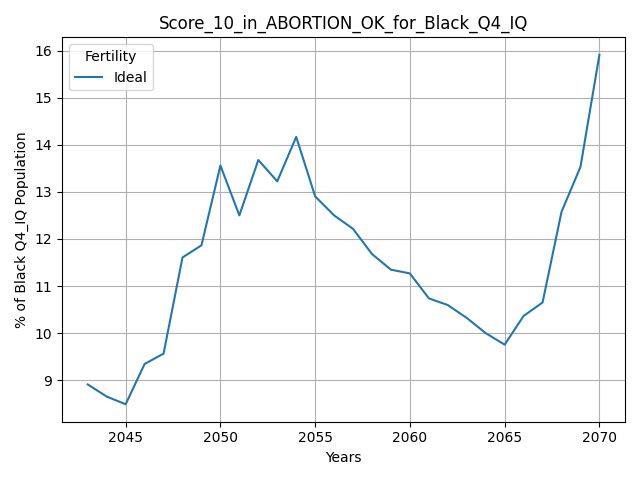 Score_10_in_ABORTION_OK_for_Black_Q4_IQ
Fertility
Ideal
% of Black Q4_IQ Population
16
15
14
13
12
11
10
9
2045 2050 2055 2060 2065 2070
Years